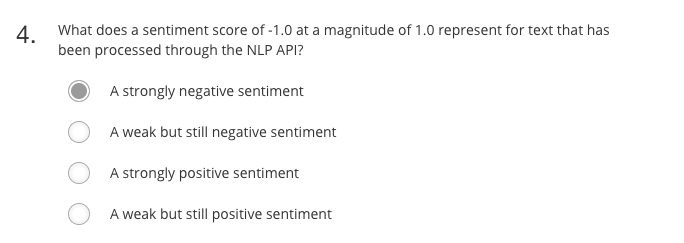 4. What does a sentiment score of -1.0 at a magnitude of 1.0 represent for text that has
been processed through the NLP API?
A strongly negative sentiment
A weak but still negative sentiment
A strongly positive sentiment
A weak but still positive sentiment